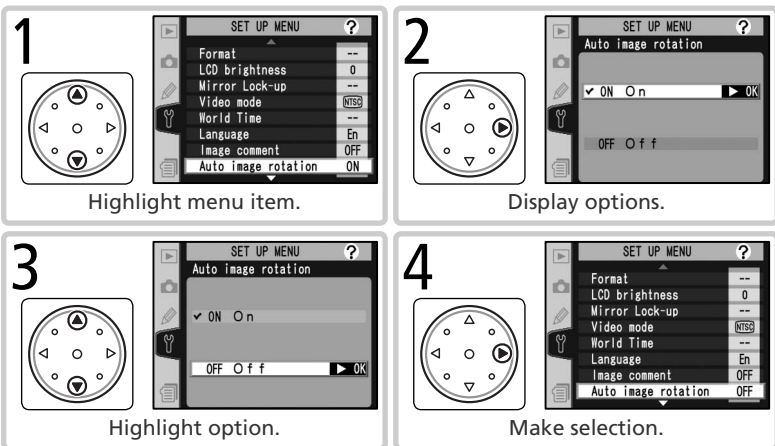 1
SET UP MENU ?
Format --
LCD brightness 0
Mirror Lock-up --
Video mode NTSC
World Time --
Language En
Image comment OFF
Auto image rotation ON
Highlight menu item.
2
SET UP MENU ?
Auto image rotation
ON On OK
OFF Off
Display options.
3
SET UP MENU ?
Auto image rotation
ON On
OFF Off OK
Highlight option.
4
SET UP MENU ?
Format --
LCD brightness 0
Mirror Lock-up --
Video mode NTSC
World Time --
Language En
Image comment OFF
Auto image rotation OFF
Make selection.